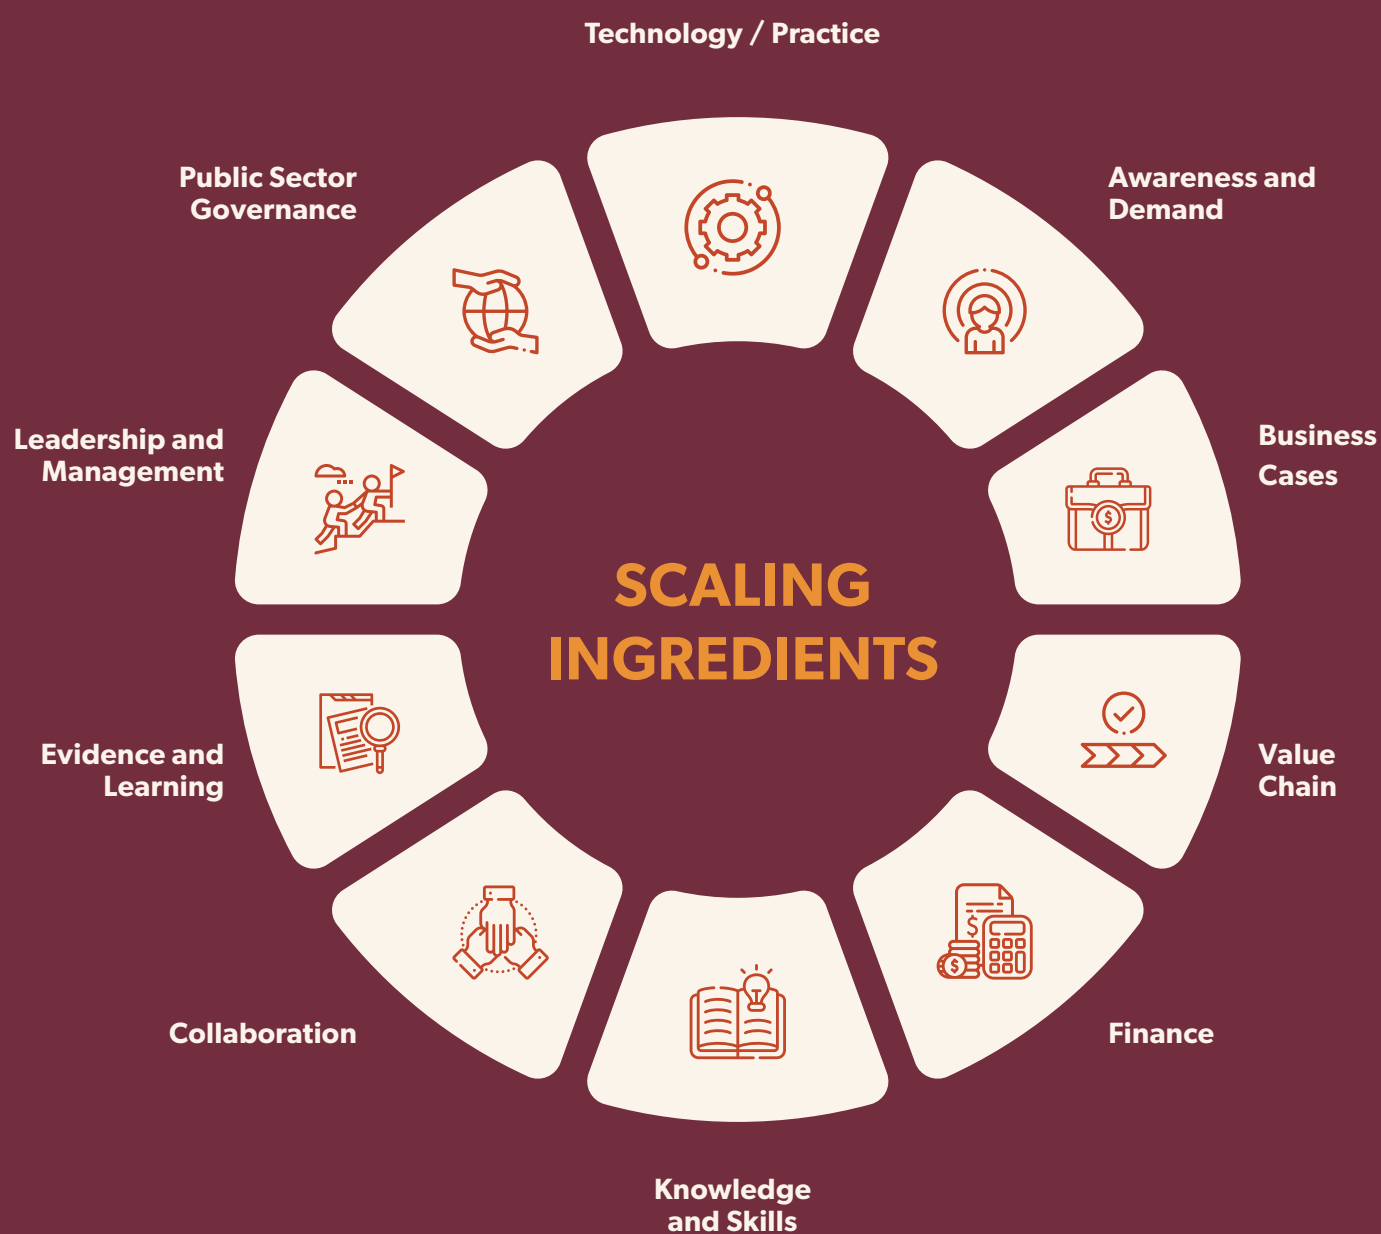 Technology / Practice
Public Sector
Governance
Awareness and
Demand
Leadership and
Management
Business
Cases
SCALING
INGREDIENTS
Evidence and
Learning
Value
Chain
Collaboration
Finance
Knowledge
and Skills
$
$
$